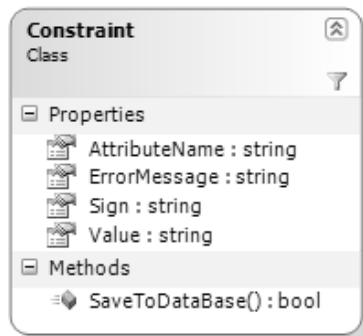 Constraint
Class
Properties
AttributeName : string
ErrorMessage : string
Sign : string
Value : string
Methods
SaveToDataBase() : bool